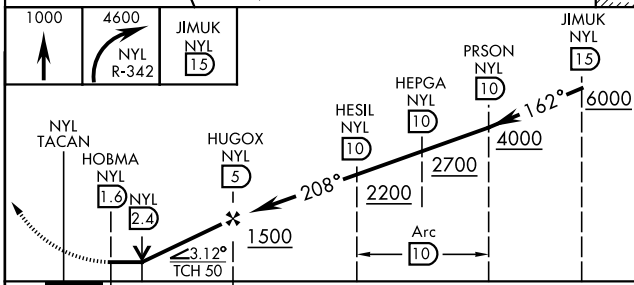 1000
4600
NYL
R-342
JIMUK
NYL
15
JIMUK
NYL
15
PRSON
NYL
10
HEPGA
NYL
10
HESIL
NYL
10
HUGOX
NYL
5
NYL
TACAN
HOBMA
NYL
1.6
NYL
2.4
162°
6000
4000
2700
2200
208°
1500
3.12°
TCH 50
Arc
10